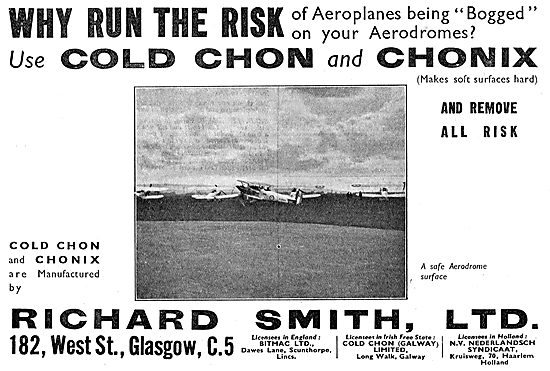 WHY RUN THE RISK of Aeroplanes being "Bogged" on your Aerodromes?
Use COLD CHON and CHONIX
(Makes soft surfaces hard)
AND REMOVE
ALL RISK
COLD CHON
and CHONIX
are Manufactured
by
A safe Aerodrome
surface
RICHARD SMITH, LTD.
182, West St., Glasgow, C.5
Licensees in England:
BITHAC LTD.,
Dawes Lane, Scunthorpe,
Lincs.
Licensees in Irish Free State:
COLD CHON (GALWAY)
LIMITED,
Long Walk, Galway
Licensees in Holland:
N.V. NEDERLANDSCH
SYNDICAAT,
Kruisweg, 70, Haarlem
Holland